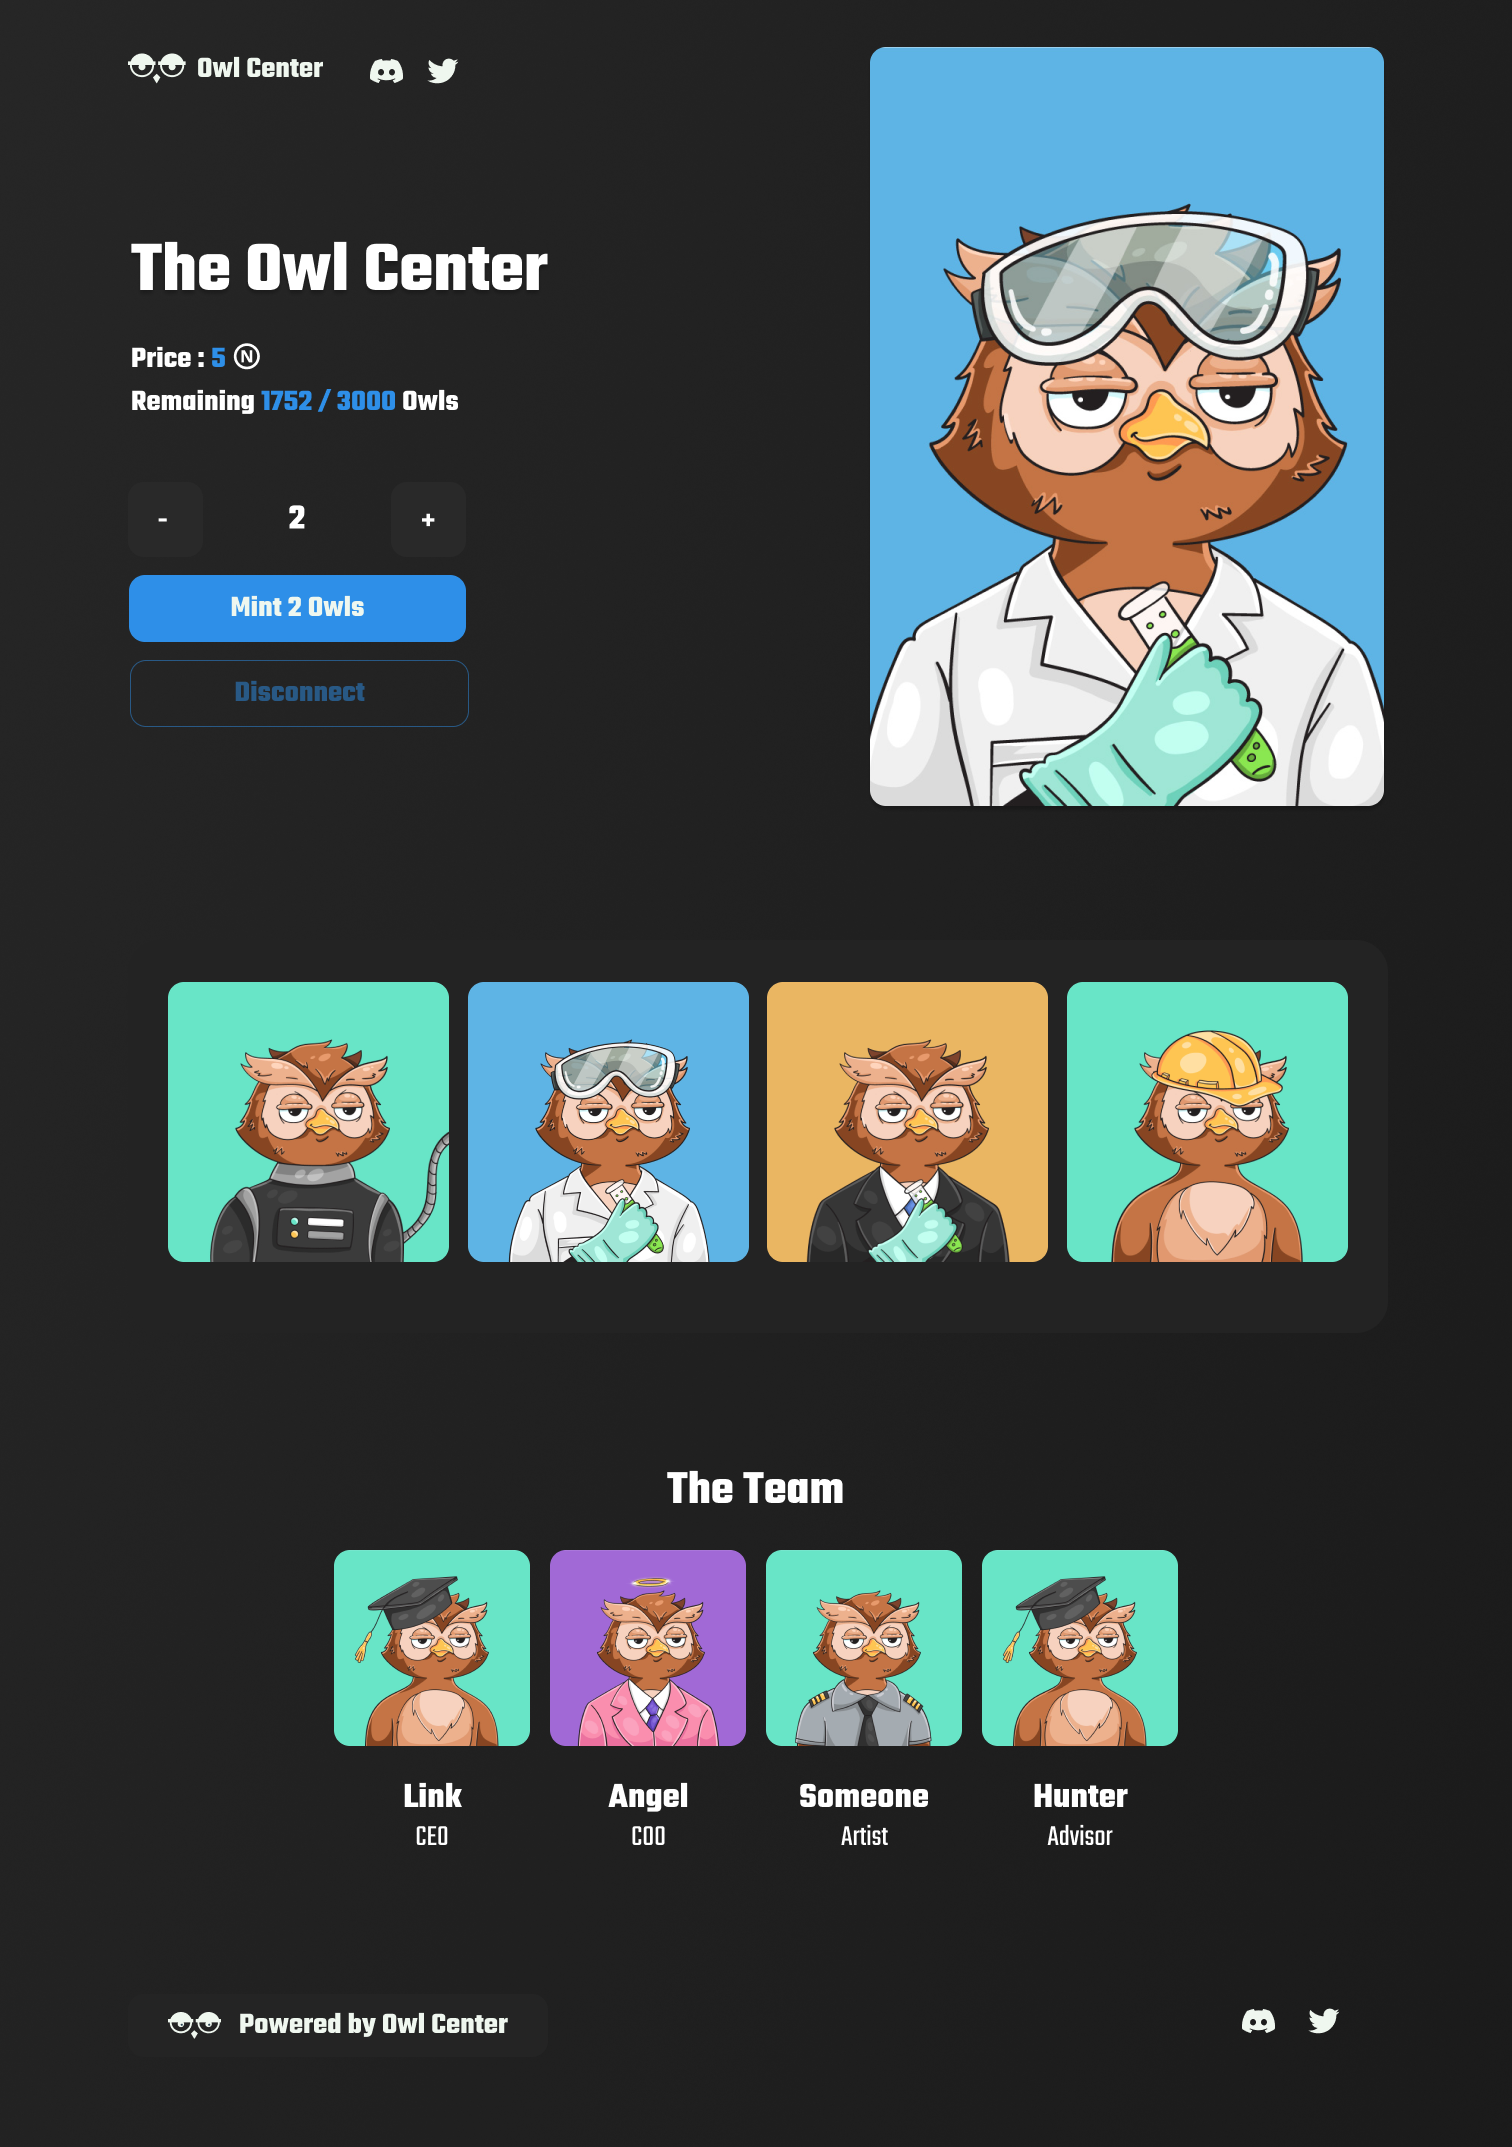 Owl Center
The Owl Center
Price : 5 N
Remaining 1752 / 3000 Owls
- 2 +
Mint 2 Owls
Disconnect
The Team
Link Angel Someone Hunter
CEO COO Artist Advisor
Powered by Owl Center